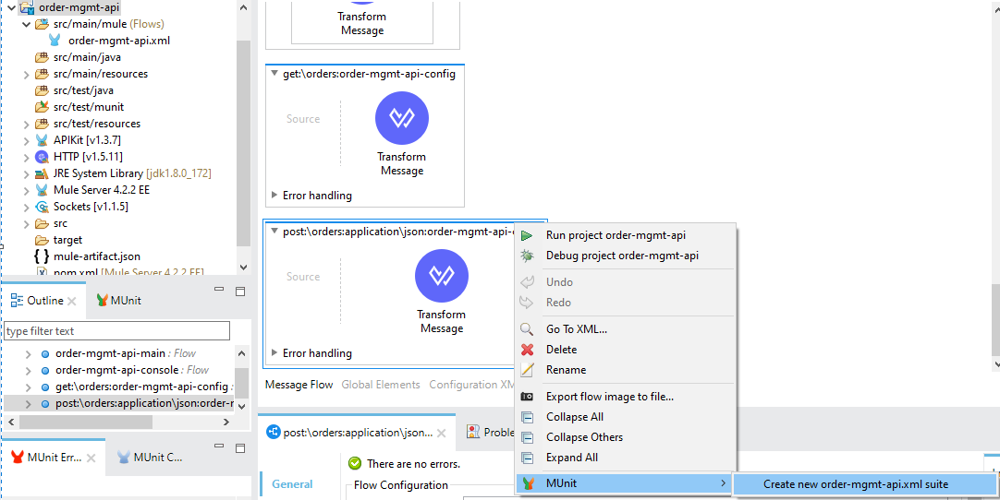 order-mgmt-api
src/main/mule (Flows)
order-mgmt-api.xml
src/main/java
src/main/resources
src/test/java
src/test/munit
src/test/resources
APIKit [v1.3.7]
HTTP [v1.5.11]
JRE System Library [jdk1.8.0_172]
Mule Server 4.2.2 EE
Sockets [v1.1.5]
src
target
mule-artifact.json
pom.xml [Mule Server 4.2.2 EE]
Outline
MUnit
type filter text
order-mgmt-api-main : Flow
order-mgmt-api-console : Flow
get:\orders:order-mgmt-api-config :
post:\orders:application\json:order-r
MUnit Err...
MUnit C...
Transform
Message
get:\orders:order-mgmt-api-config
Source
Transform
Message
Error handling
post:\orders:application\json:order-mgmt-api-
Source
Transform
Message
Error handling
Message Flow
Global Elements
Configuration XM
post:\orders:application\json...
Proble
There are no errors.
General
Flow Configuration
Run project order-mgmt-api
Debug project order-mgmt-api
Undo
Redo
Go To XML...
Delete
Rename
Export flow image to file...
Collapse All
Collapse Others
Expand All
MUnit
Create new order-mgmt-api.xml suite